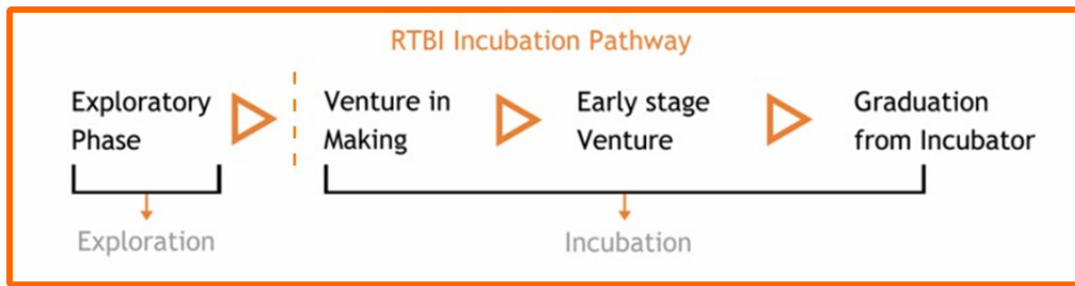 RTBI Incubation Pathway
Exploratory
Phase
Venture in
Making
Early stage
Venture
Graduation
from Incubator
Exploration
Incubation